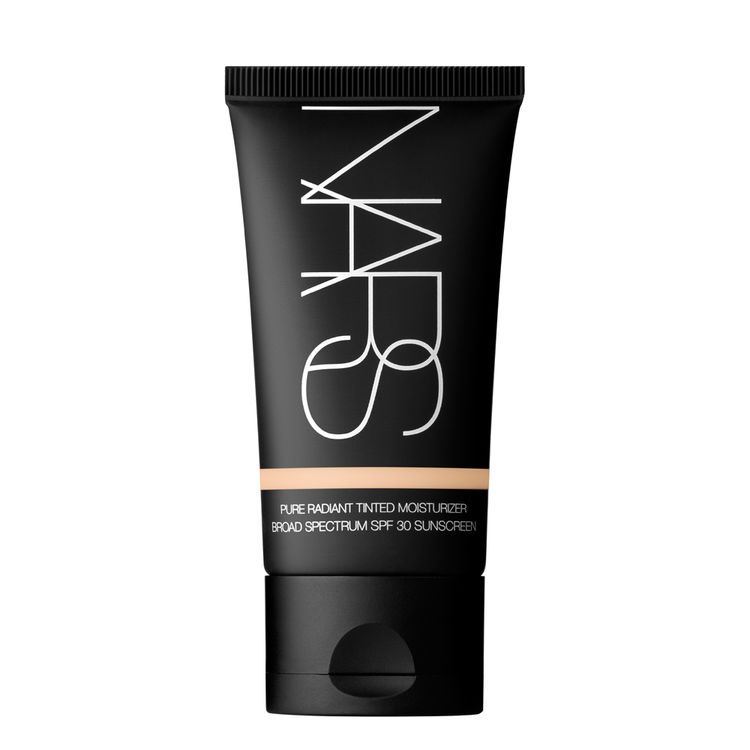 NARS
PURE RADIANT TINTED MOISTURIZER
BROAD SPECTRUM SPF 30 SUNSCREEN